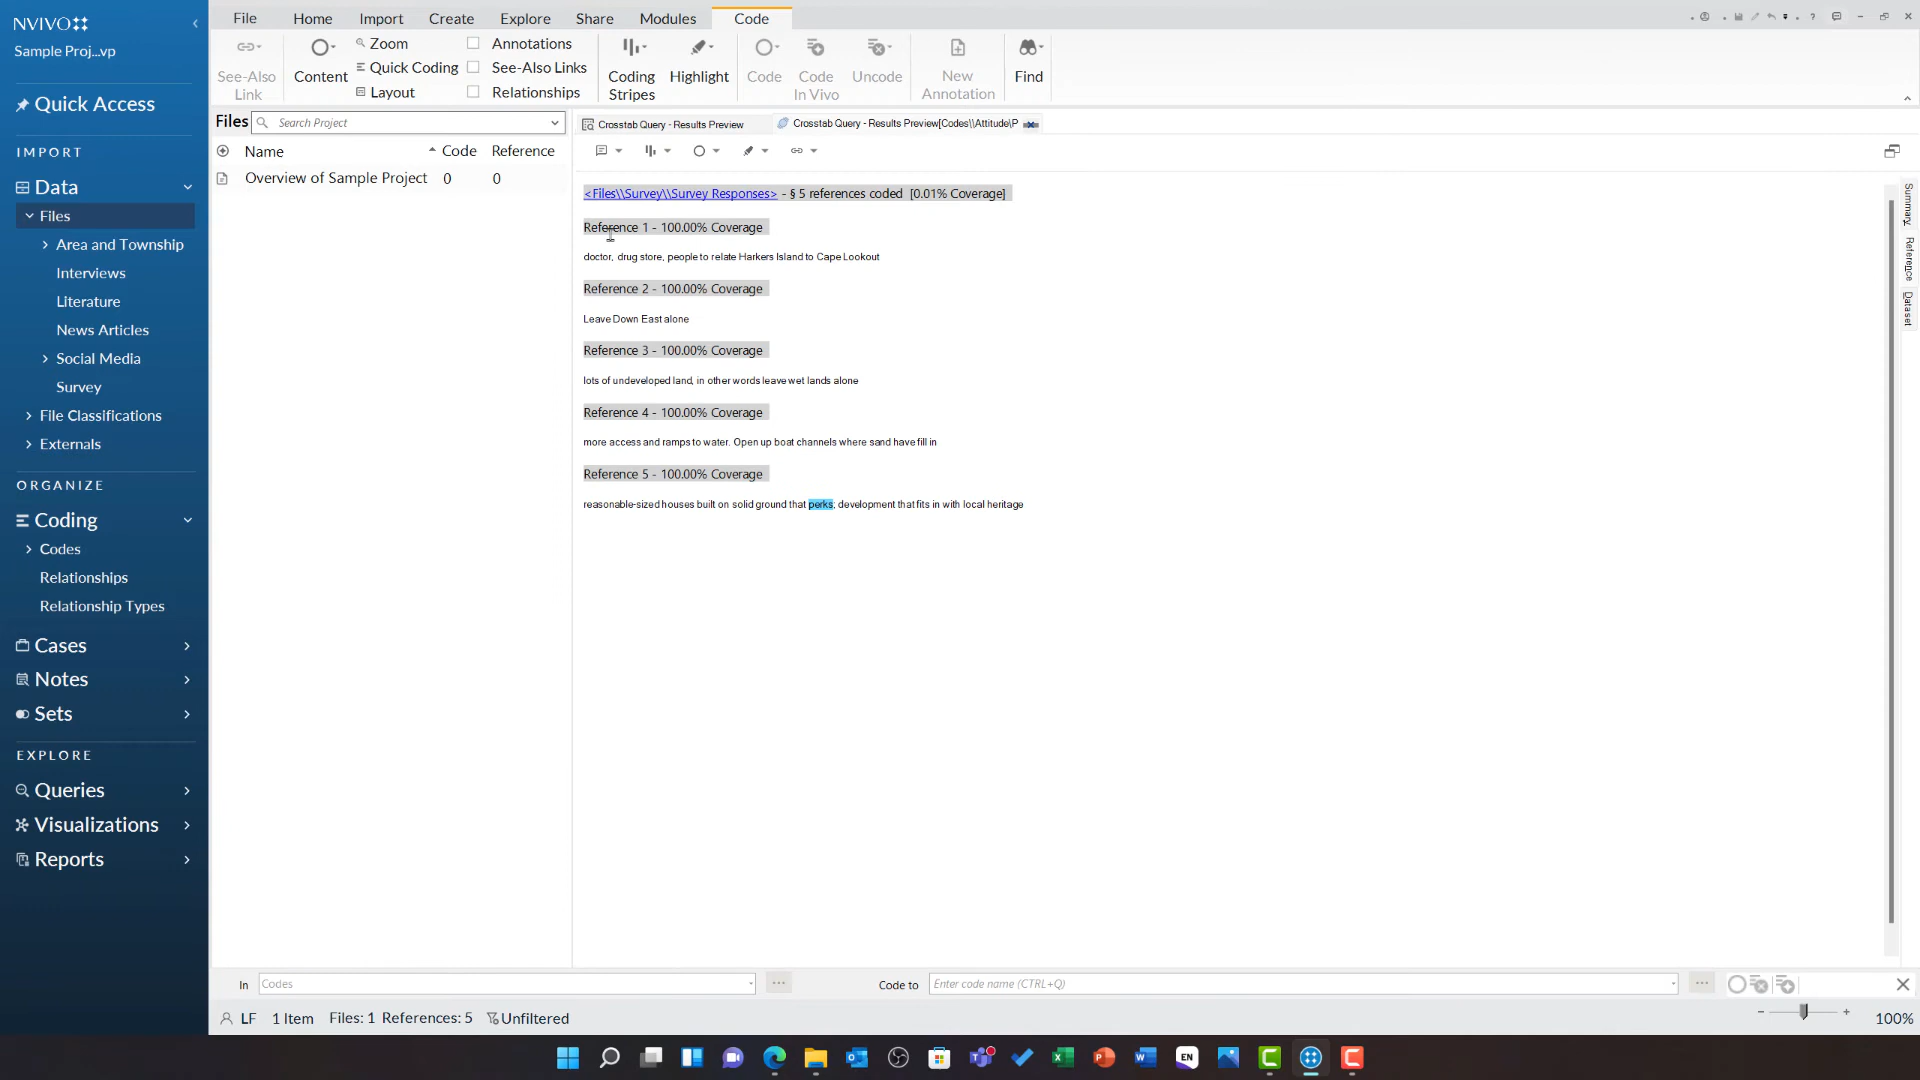 NVIVO
Sample Proj...vp
Quick Access
IMPORT
Data
Files
Area and Township
Interviews
Literature
News Articles
Social Media
Survey
File Classifications
Externals
ORGANIZE
Coding
Codes
Relationships
Relationship Types
Cases
Notes
Sets
EXPLORE
Queries
Visualizations
Reports
File Home Import Create Explore Share Modules Code
See-Also Link
Content
Zoom
Quick Coding
Layout
Annotations
See-Also Links
Relationships
Coding Stripes
Highlight
Code
Code In Vivo
Uncode
New Annotation
Find
Files
Search Project
Name Code Reference
Overview of Sample Project 0 0
Crosstab Query - Results Preview
Crosstab Query - Results Preview[Codes\\Attitude\P
<Files\\Survey\\Survey Responses> - § 5 references coded [0.01% Coverage]
Reference 1 - 100.00% Coverage
doctor, drug store, people to relate Harkers Island to Cape Lookout
Reference 2 - 100.00% Coverage
Leave Down East alone
Reference 3 - 100.00% Coverage
lots of undeveloped land, in other words leave wet lands alone
Reference 4 - 100.00% Coverage
more access and ramps to water. Open up boat channels where sand have fill in
Reference 5 - 100.00% Coverage
reasonable-sized houses built on solid ground that perks; development that fits in with local heritage
Summary
Reference
Dataset
In Codes ... Code to Enter code name (CTRL+Q) ...
LF 1 Item Files: 1 References: 5 Unfiltered 100%
EN